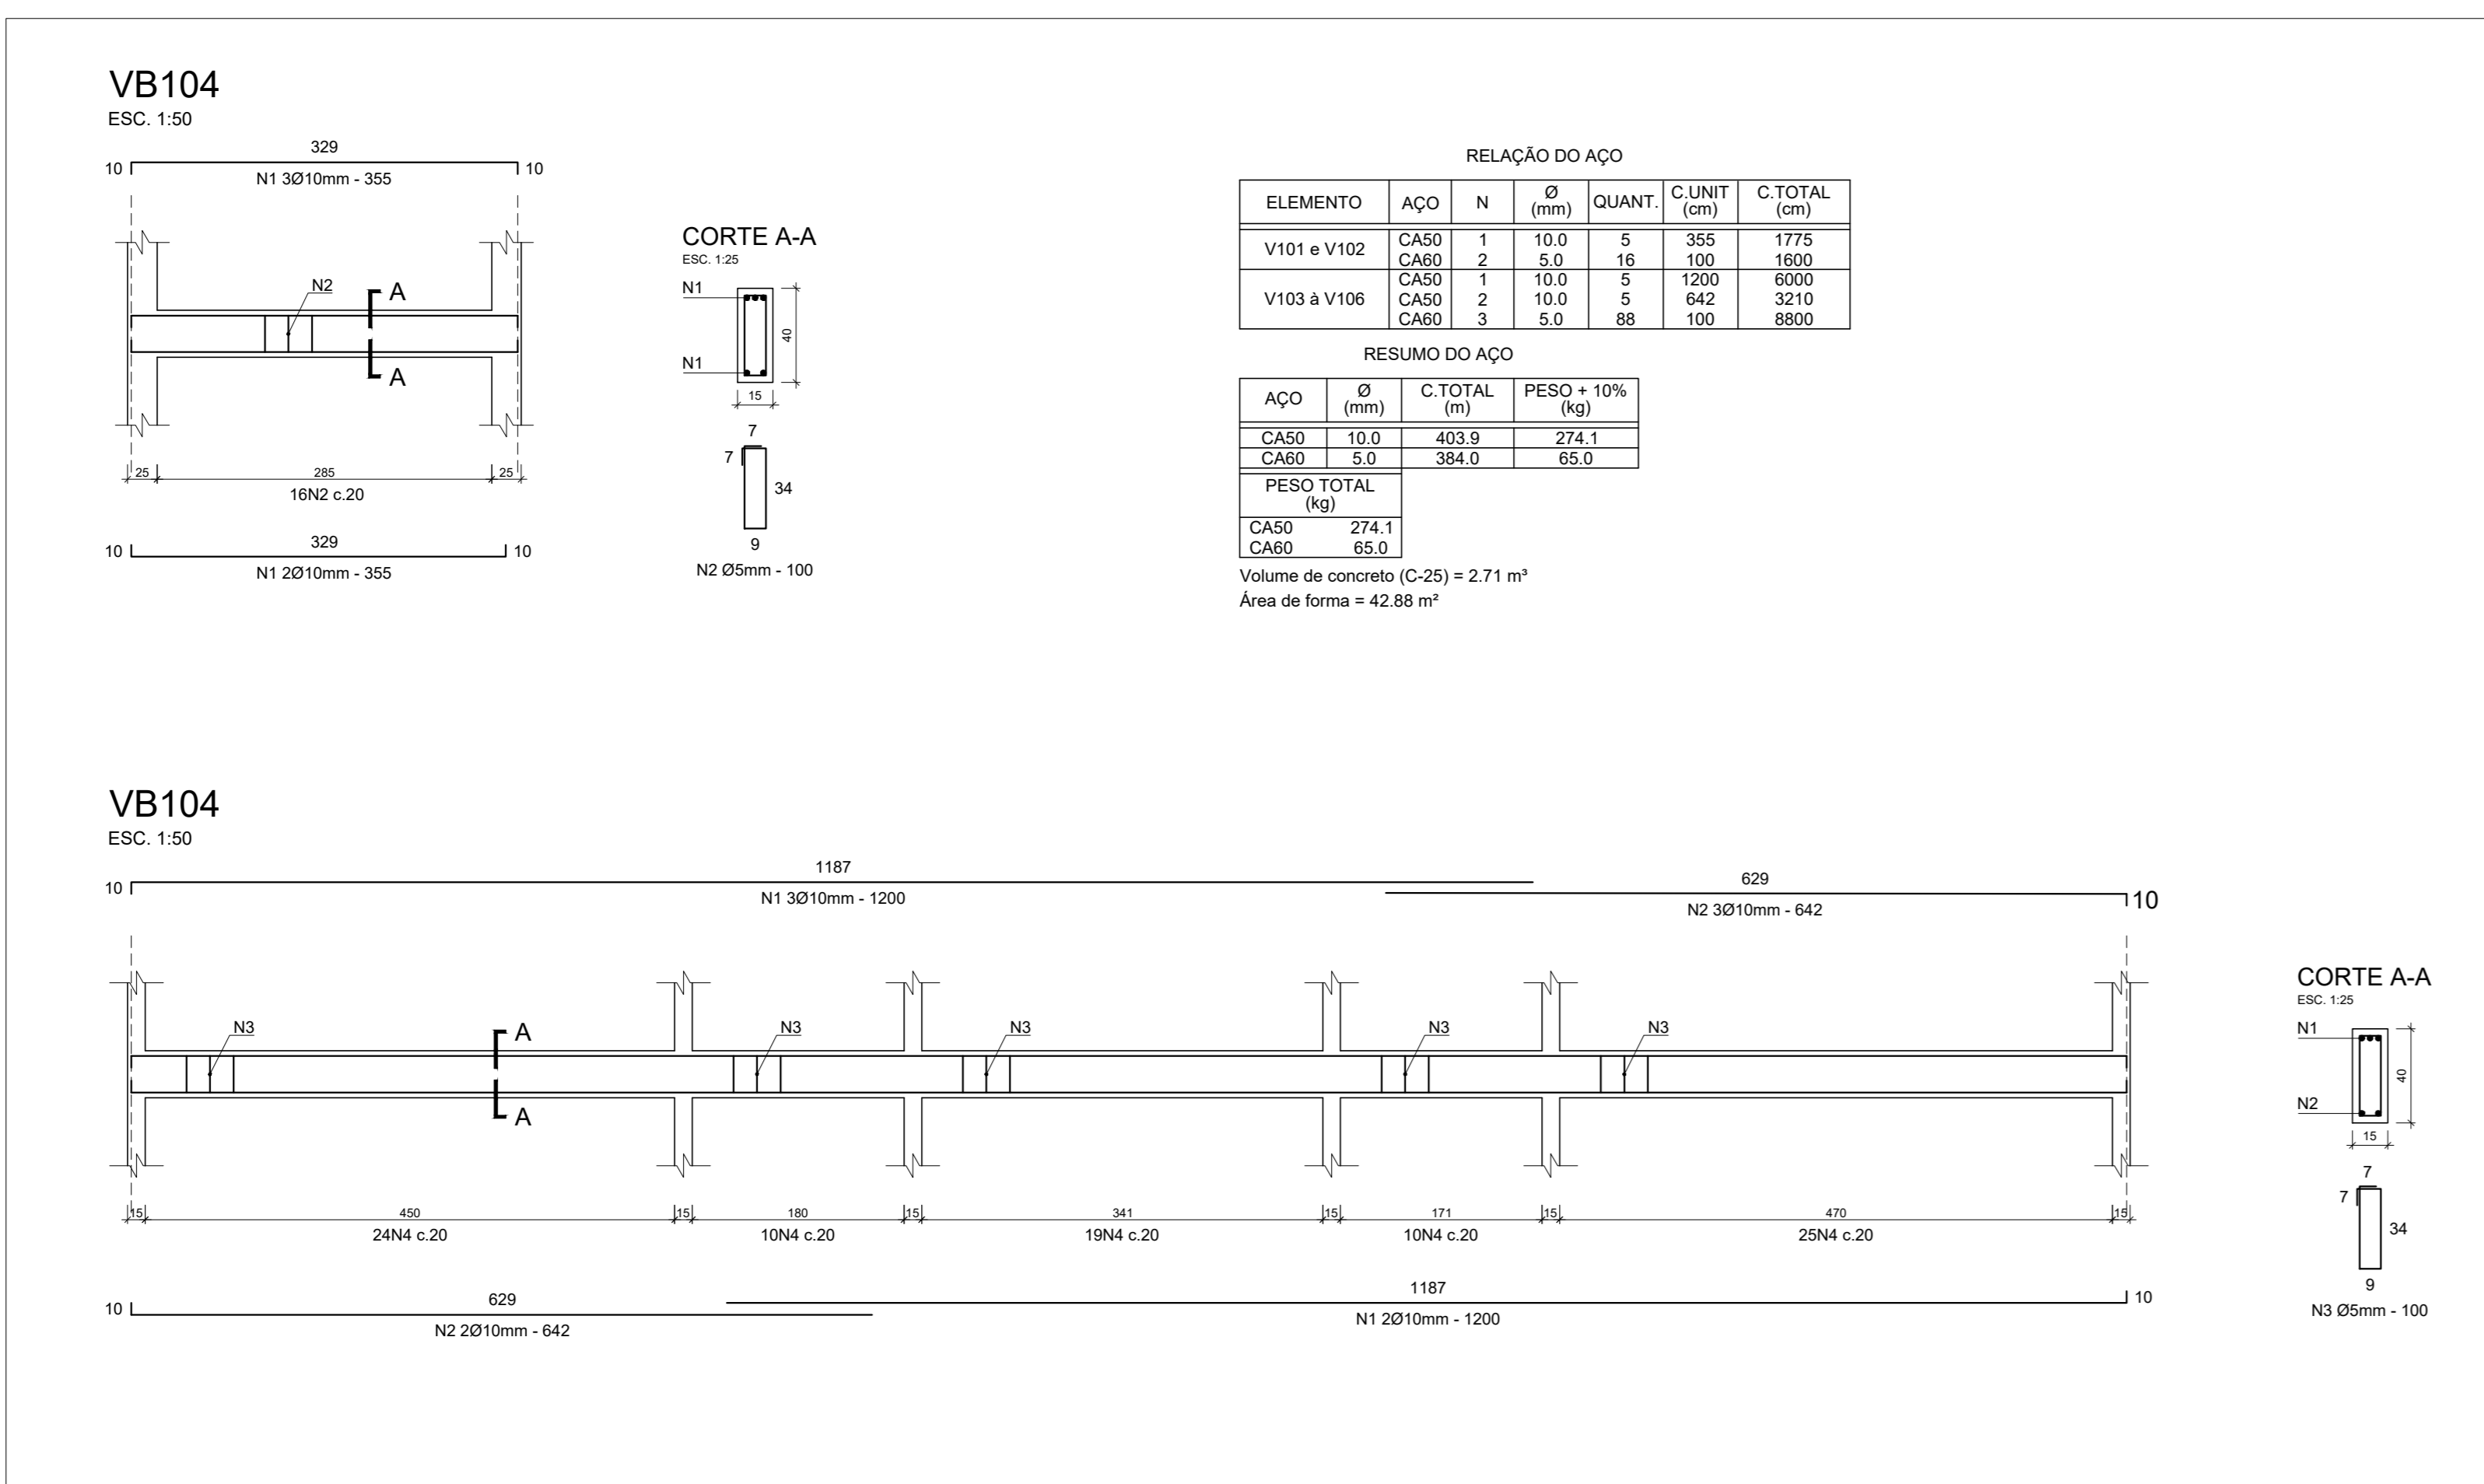 VB104
ESC. 1:50
329
10 10
N1 3Ø10mm - 355
N2
A
A
25 285 25
16N2 c.20
329
10 10
N1 2Ø10mm - 355
CORTE A-A
ESC. 1:25
N1
N1
40
15
7
7
34
9
N2 Ø5mm - 100
RELAÇÃO DO AÇO
ELEMENTO AÇO N Ø (mm) QUANT. C.UNIT (cm) C.TOTAL (cm)
V101 e V102 CA50 1 10.0 5 355 1775
CA60 2 5.0 16 100 1600
V103 à V106 CA50 1 10.0 5 1200 6000
CA50 2 10.0 5 642 3210
CA60 3 5.0 88 100 8800
RESUMO DO AÇO
AÇO Ø (mm) C.TOTAL (m) PESO + 10% (kg)
CA50 10.0 403.9 274.1
CA60 5.0 384.0 65.0
PESO TOTAL
(kg)
CA50 274.1
CA60 65.0
Volume de concreto (C-25) = 2.71 m³
Área de forma = 42.88 m²
VB104
ESC. 1:50
1187
10
N1 3Ø10mm - 1200
629
10
N2 3Ø10mm - 642
N3 N3 N3 N3 N3
A
A
15 450 15 180 15 341 15 171 15 470 15
24N4 c.20 10N4 c.20 19N4 c.20 10N4 c.20 25N4 c.20
629
10
N2 2Ø10mm - 642
1187
10
N1 2Ø10mm - 1200
CORTE A-A
ESC. 1:25
N1
N2
40
15
7
7
34
9
N3 Ø5mm - 100